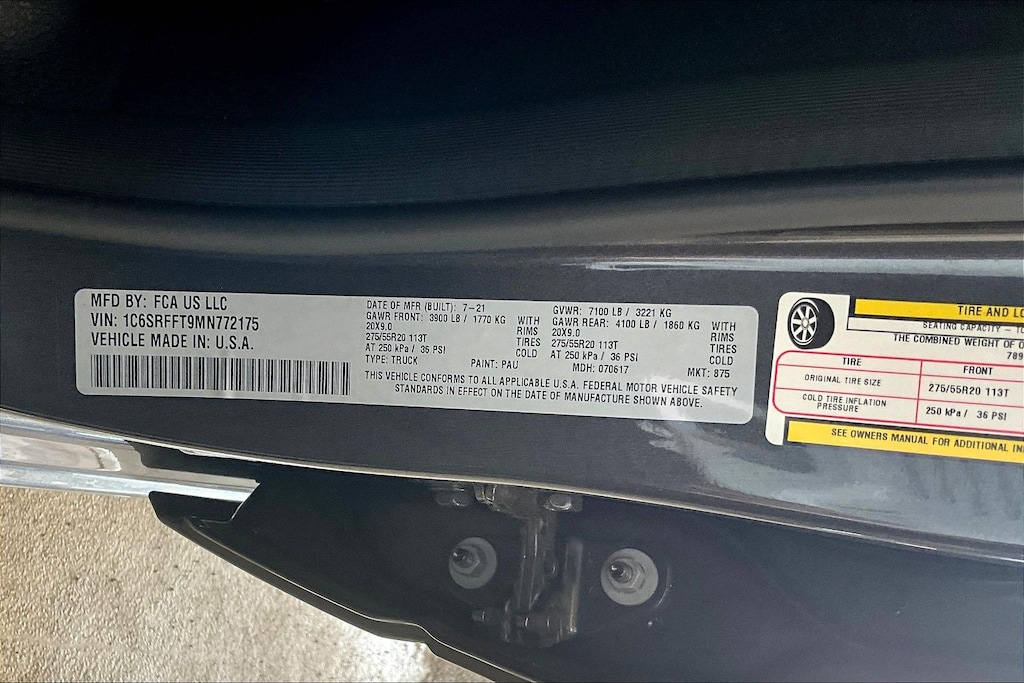 MFD BY: FCA US LLC
VIN: 1C6SRFFT9MN772175
VEHICLE MADE IN: U.S.A.
DATE OF MFR (BUILT): 7-21
GAWR FRONT: 3900 LB / 1770 KG WITH
20X9.0 RIMS
275/55R20 113T TIRES
AT 250 kPa / 36 PSI COLD
TYPE: TRUCK PAINT: PAU
GVWR: 7100 LB / 3221 KG
GAWR REAR: 4100 LB / 1860 KG WITH
20X9.0 RIMS
275/55R20 113T TIRES
AT 250 kPa / 36 PSI COLD
MDH: 070617 MKT: 875
THIS VEHICLE CONFORMS TO ALL APPLICABLE U.S.A. FEDERAL MOTOR VEHICLE SAFETY
STANDARDS IN EFFECT ON THE DATE OF MANUFACTURE SHOWN ABOVE.
TIRE AND LO
SEATING CAPACITY - TO
THE COMBINED WEIGHT OF O
789
TIRE FRONT
ORIGINAL TIRE SIZE 275/55R20 113T
COLD TIRE INFLATION
PRESSURE 250 kPa / 36 PSI
SEE OWNERS MANUAL FOR ADDITIONAL IN